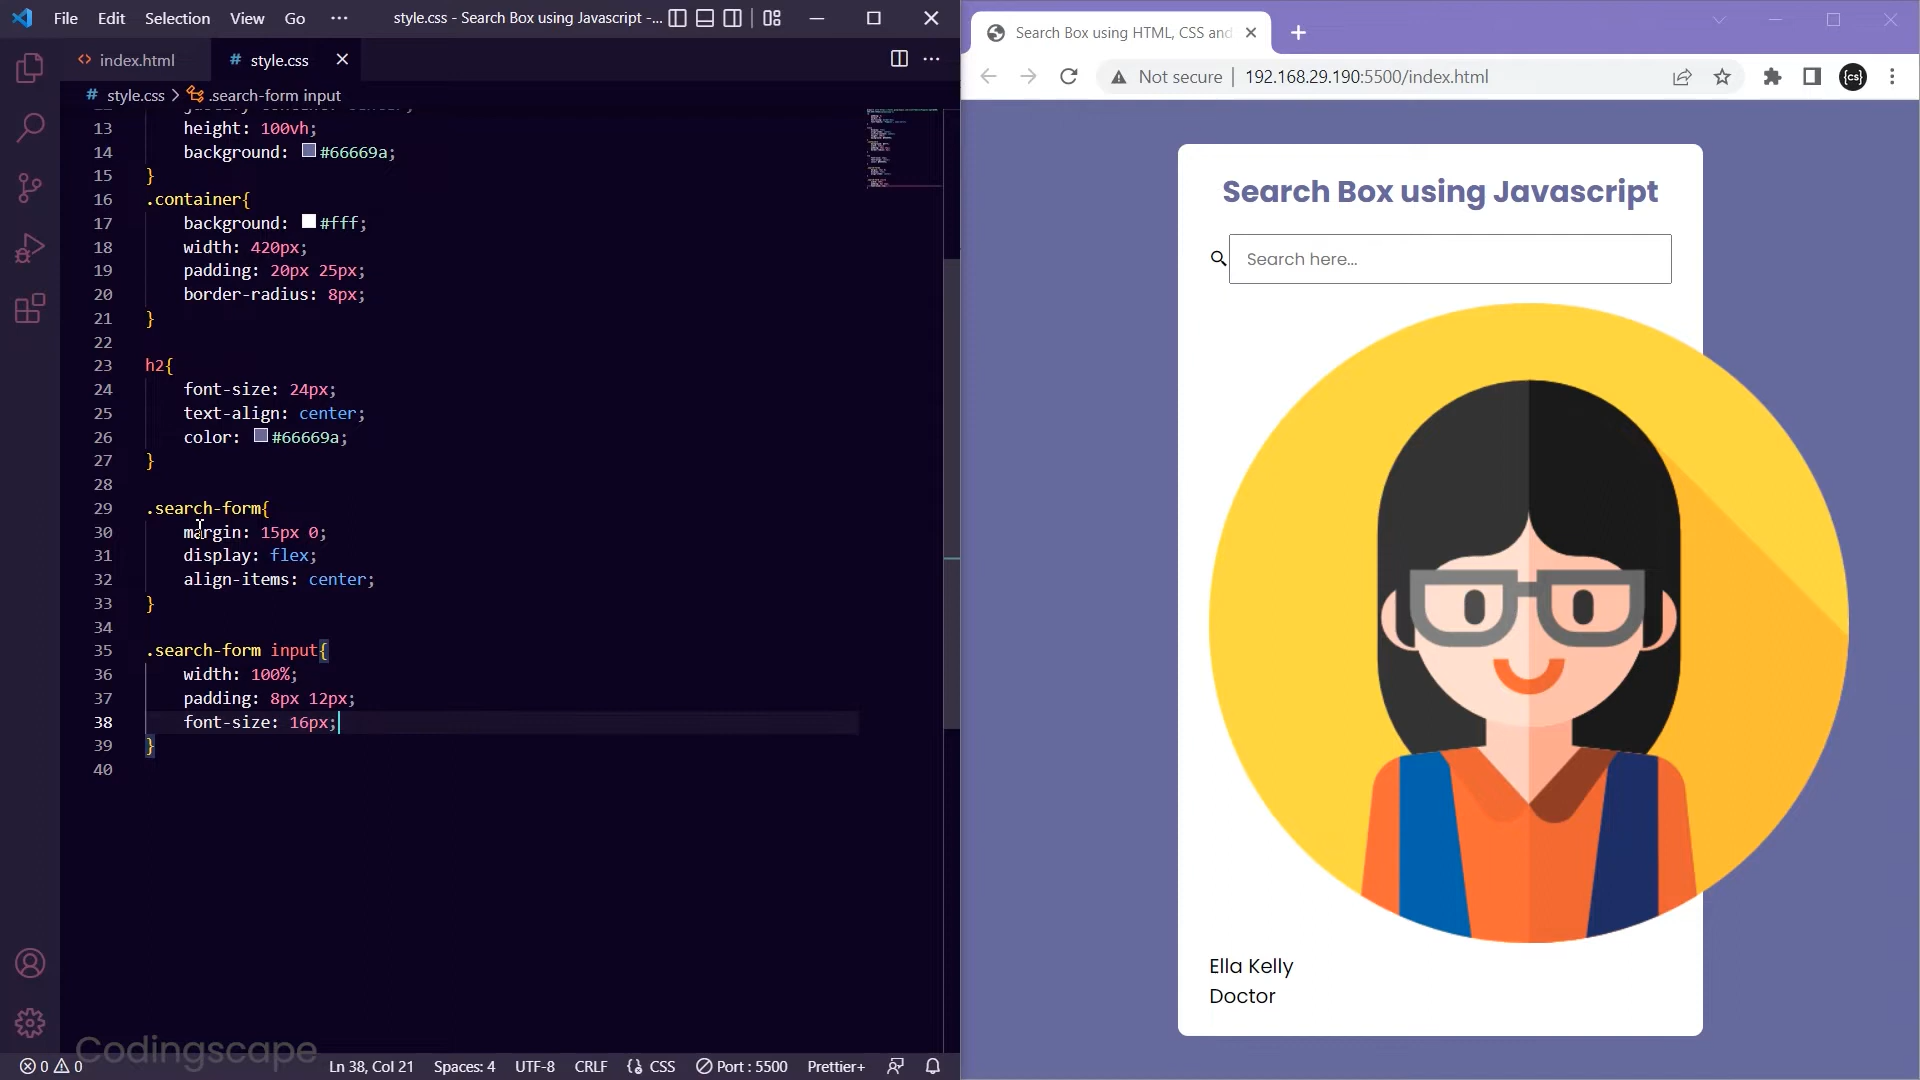 File Edit Selection View Go ··· style.css - Search Box using Javascript -...
index.html
# style.css
# style.css > .search-form input
13 height: 100vh;
14 background: #66669a;
15 }
16 .container{
17 background: #fff;
18 width: 420px;
19 padding: 20px 25px;
20 border-radius: 8px;
21 }
22
23 h2{
24 font-size: 24px;
25 text-align: center;
26 color: #66669a;
27 }
28
29 .search-form{
30 margin: 15px 0;
31 display: flex;
32 align-items: center;
33 }
34
35 .search-form input{
36 width: 100%;
37 padding: 8px 12px;
38 font-size: 16px;
39 }
40
Codingscape
0 0 Ln 38, Col 21 Spaces: 4 UTF-8 CRLF CSS Port : 5500 Prettier+
Search Box using HTML, CSS and
Not secure 192.168.29.190:5500/index.html
{cs}
Search Box using Javascript
Search here...
Ella Kelly
Doctor